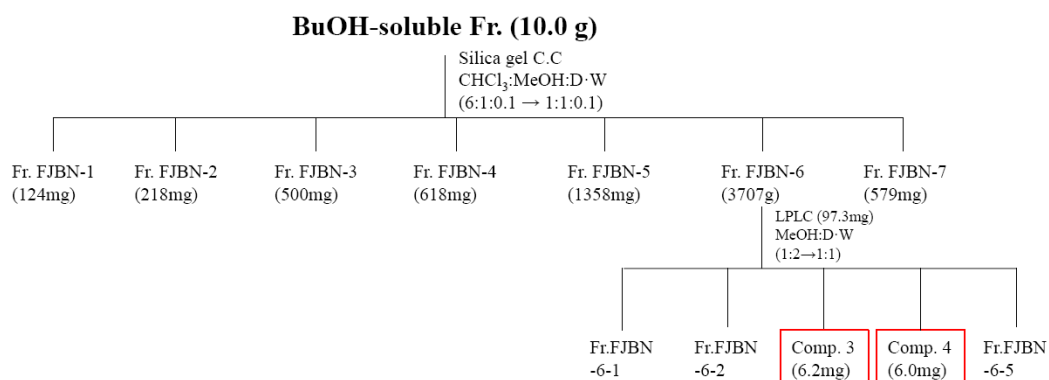 BuOH-soluble Fr. (10.0 g)
Silica gel C.C
CHCl₃:MeOH:D·W
(6:1:0.1 → 1:1:0.1)
Fr. FJBN-1
(124mg)
Fr. FJBN-2
(218mg)
Fr. FJBN-3
(500mg)
Fr. FJBN-4
(618mg)
Fr. FJBN-5
(1358mg)
Fr. FJBN-6
(3707g)
Fr. FJBN-7
(579mg)
LPLC (97.3mg)
MeOH:D·W
(1:2→1:1)
Fr.FJBN
-6-1
Fr.FJBN
-6-2
Comp. 3
(6.2mg)
Comp. 4
(6.0mg)
Fr.FJBN
-6-5